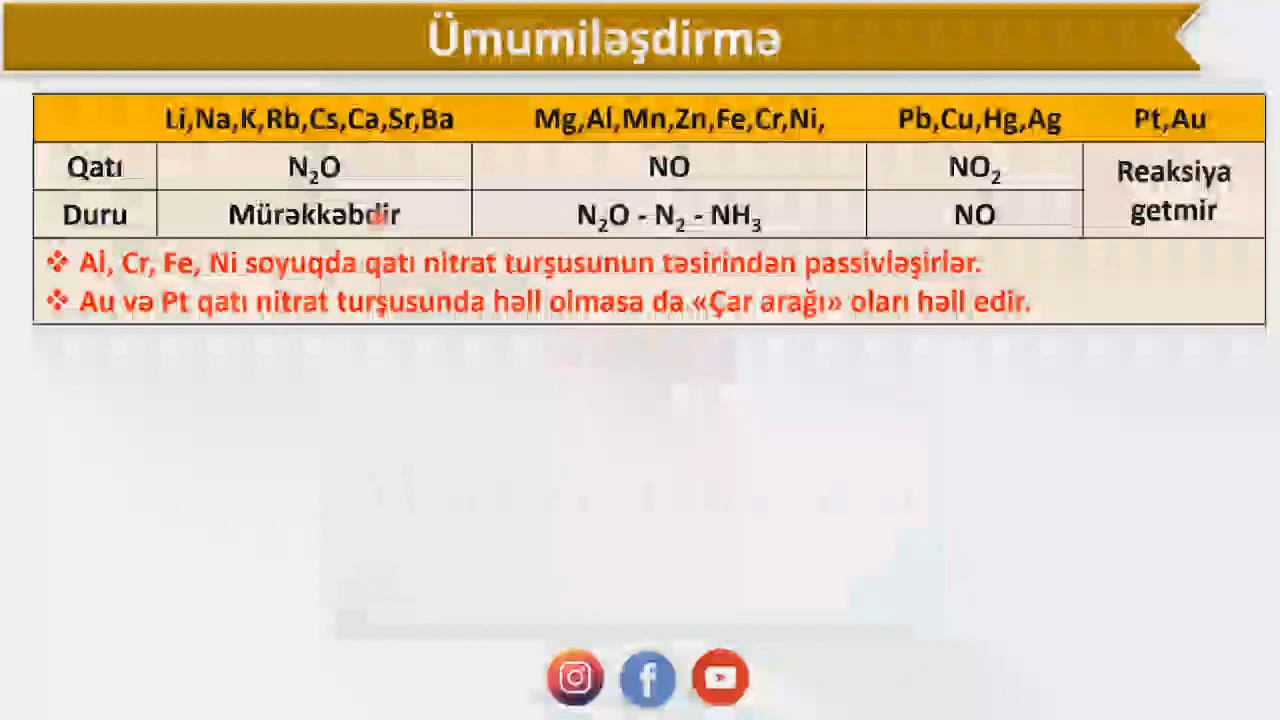 Ümumiləşdirmə
Li,Na,K,Rb,Cs,Ca,Sr,Ba Mg,Al,Mn,Zn,Fe,Cr,Ni, Pb,Cu,Hg,Ag Pt,Au
Qatı N₂O NO NO₂ Reaksiya
Duru Mürəkkəbdir N₂O - N₂ - NH₃ NO getmir
❖ Al, Cr, Fe, Ni soyuqda qatı nitrat turşusunun təsirindən passivləşirlər.
❖ Au və Pt qatı nitrat turşusunda həll olmasa da «Çar arağı» oları həll edir.